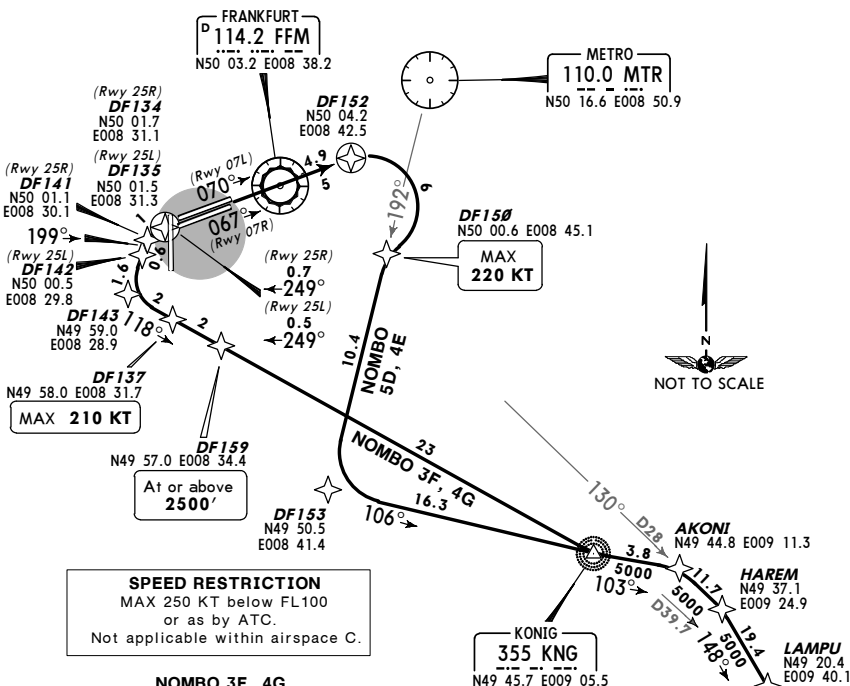 FRANKFURT
D 114.2 FFM
N50 03.2 E008 38.2
METRO
110.0 MTR
N50 16.6 E008 50.9
(Rwy 25R)
DF134
N50 01.7
E008 31.1
(Rwy 25L)
DF135
N50 01.5
E008 31.3
(Rwy 25R)
DF141
N50 01.1
E008 30.1
199°
(Rwy 25L)
DF142
N50 00.5
E008 29.8
DF152
N50 04.2
E008 42.5
(Rwy 07L)
070°
4.9
5
067°
(Rwy 07R)
192°
9
DF15Ø
N50 00.6 E008 45.1
MAX
220 KT
1
0.6
1.6
(Rwy 25R)
0.7
249°
(Rwy 25L)
0.5
249°
DF143
N49 59.0
E008 28.9
2
118°
2
DF137
N49 58.0 E008 31.7
MAX 210 KT
DF159
N49 57.0 E008 34.4
At or above
2500'
10.4
NOMBO
5D, 4E
N
NOT TO SCALE
23
NOMBO 3F, 4G
16.3
106°
DF153
N49 50.5
E008 41.4
130°
D28
AKONI
N49 44.8 E009 11.3
3.8
5000
103°
11.7
5000
D39.7
HAREM
N49 37.1
E009 24.9
148°
19.4
5000
LAMPU
N49 20.4
E009 40.1
KONIG
355 KNG
N49 45.7 E009 05.5
SPEED RESTRICTION
MAX 250 KT below FL100
or as by ATC.
Not applicable within airspace C.
NOMBO 3F, 4G